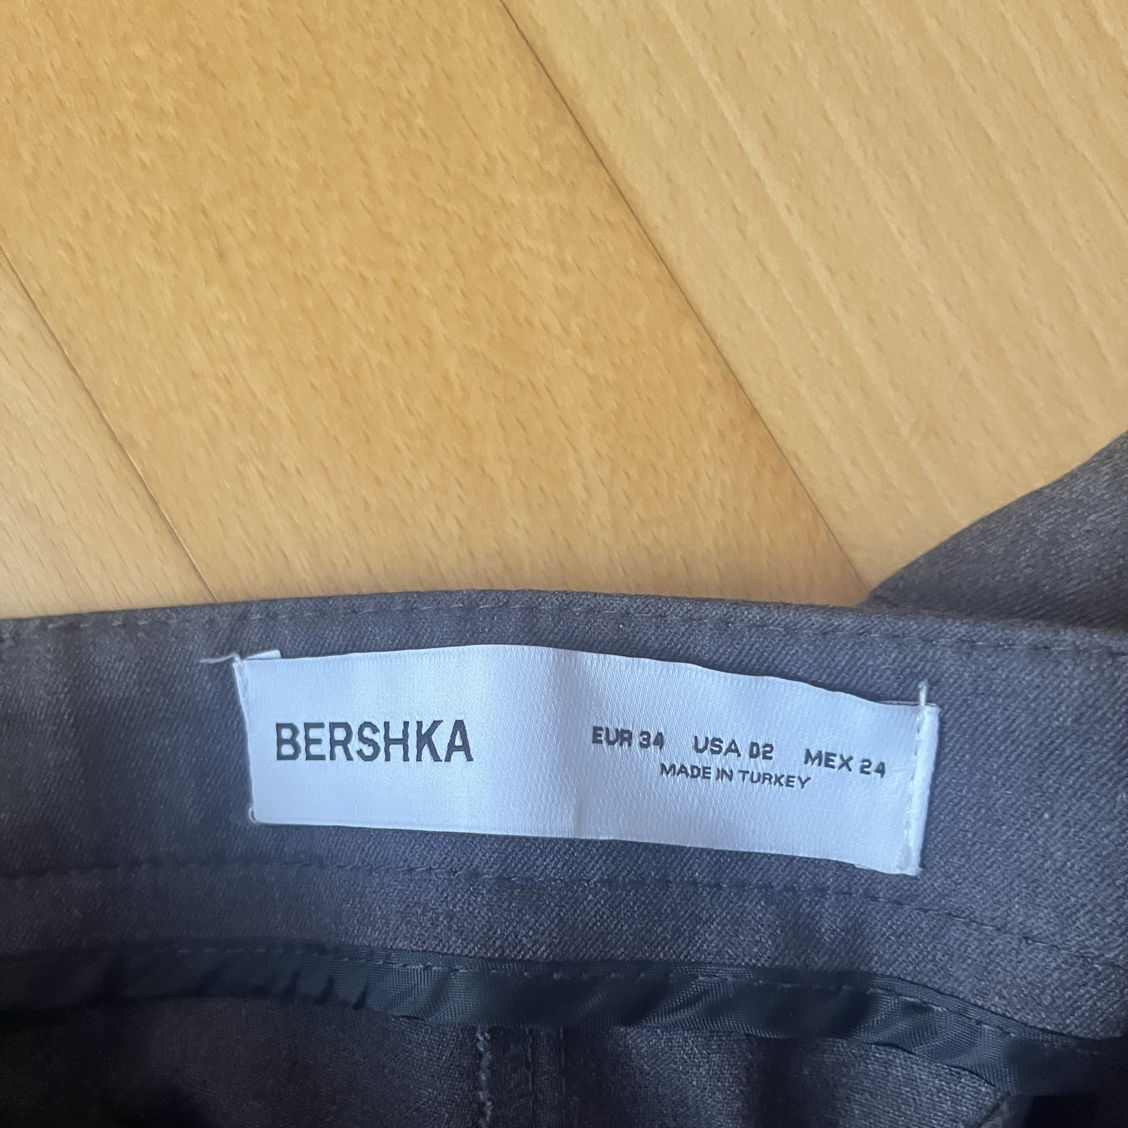 BERSHKA
EUR 34 USA 02 MEX 24
MADE IN TURKEY